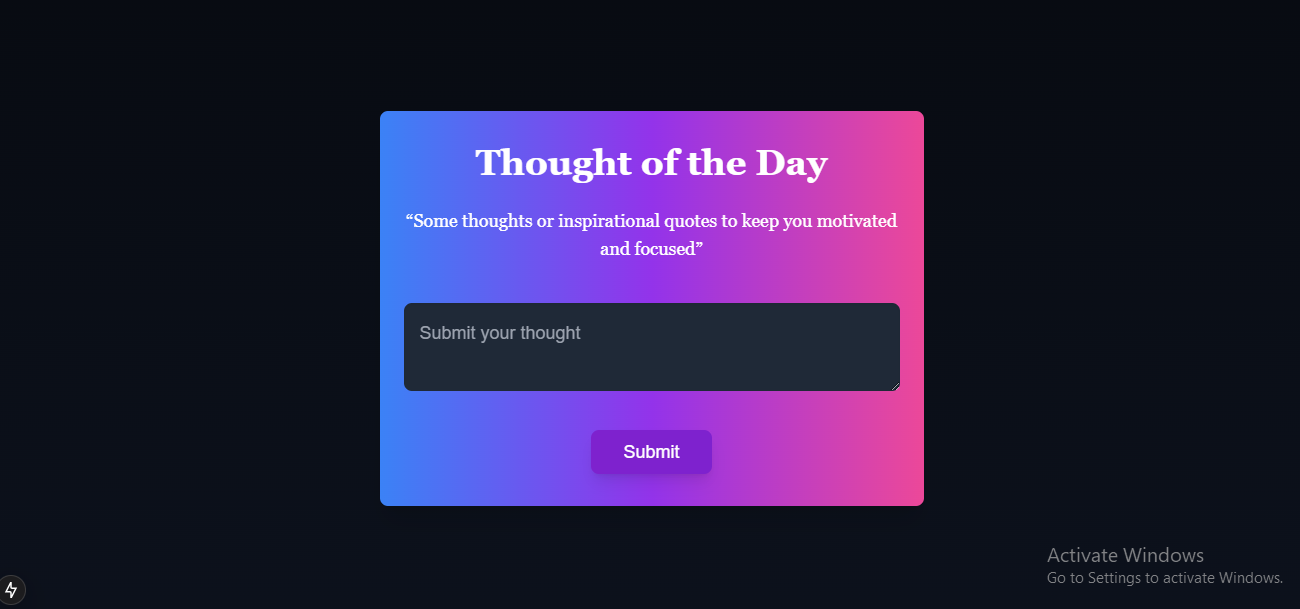 Thought of the Day
“Some thoughts or inspirational quotes to keep you motivated
and focused”
Submit your thought
Submit
Activate Windows
Go to Settings to activate Windows.